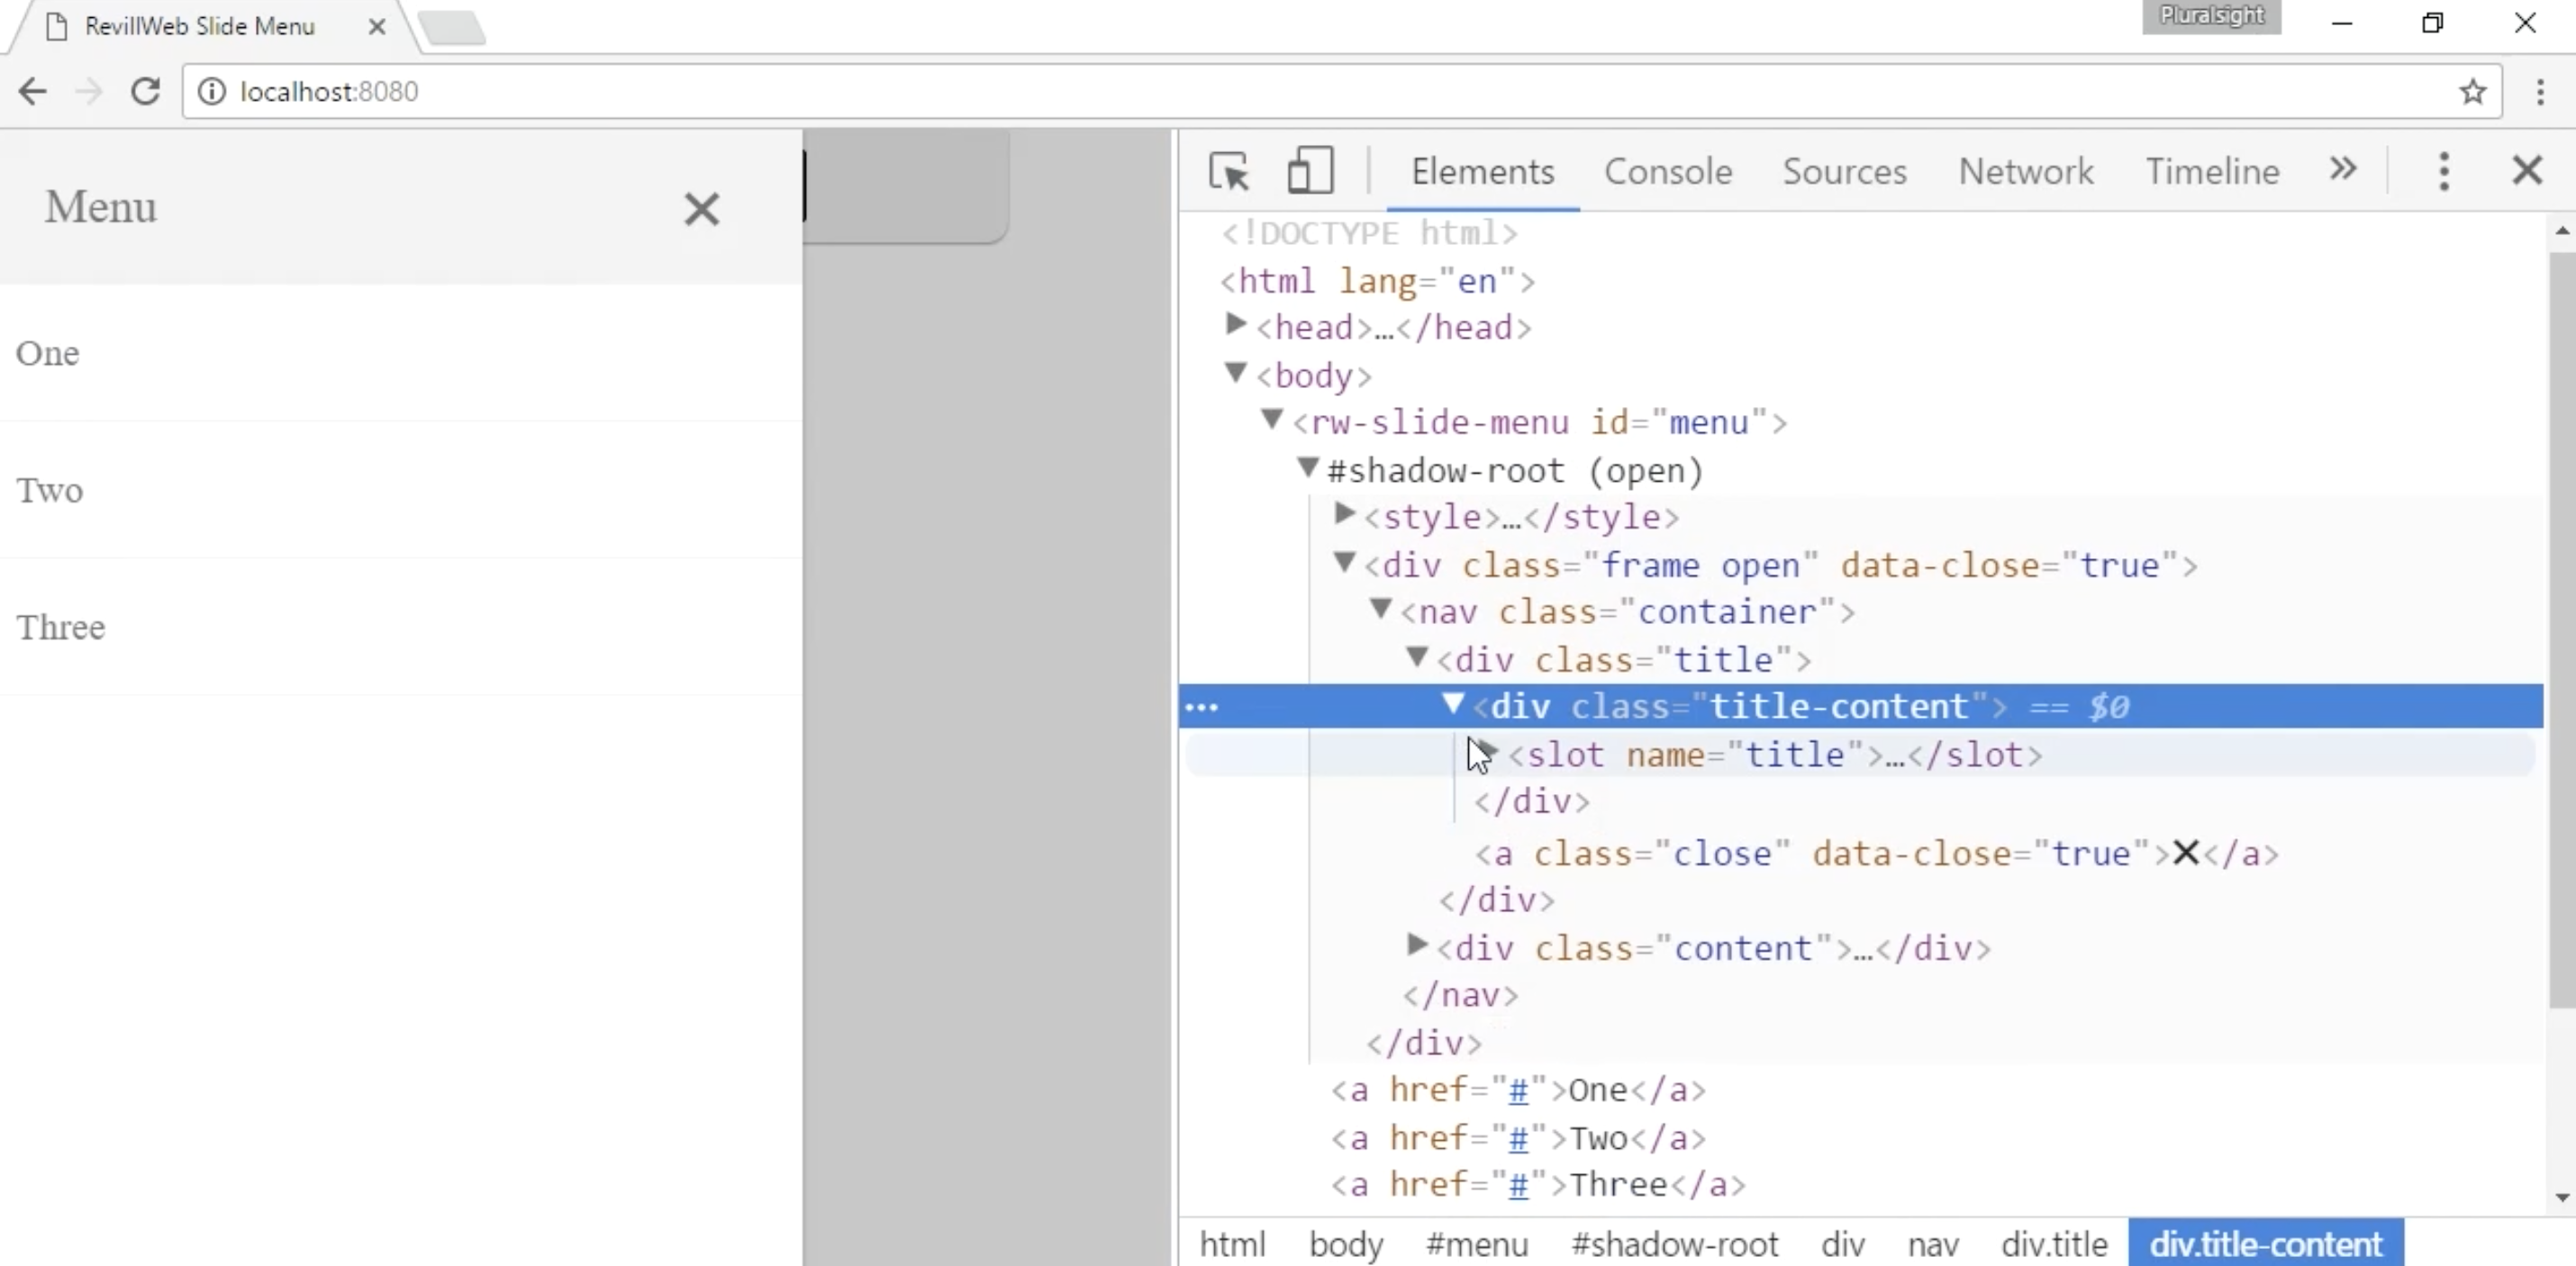 RevillWeb Slide Menu
Pluralsight
localhost:8080
Menu
One
Two
Three
Elements Console Sources Network Timeline »
<!DOCTYPE html>
<html lang="en">
<head>…</head>
<body>
<rw-slide-menu id="menu">
#shadow-root (open)
<style>…</style>
<div class="frame open" data-close="true">
<nav class="container">
<div class="title">
<div class="title-content"> == $0
<slot name="title">…</slot>
</div>
<a class="close" data-close="true">✕</a>
</div>
<div class="content">…</div>
</nav>
</div>
<a href="#">One</a>
<a href="#">Two</a>
<a href="#">Three</a>
html body #menu #shadow-root div nav div.title div.title-content